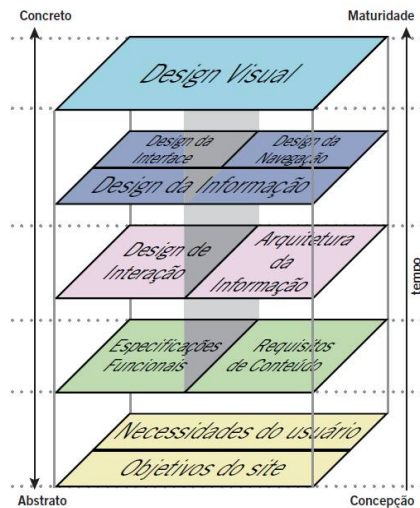 Concreto
Maturidade
Design Visual
Design da
Interface
Design da
Navegação
Design da Informação
Design de
Interação
Arquitetura
da
Informação
tempo
Especificações
Funcionais
Requisitos
de Conteúdo
Necessidades do usuário
Objetivos do site
Abstrato
Concepção